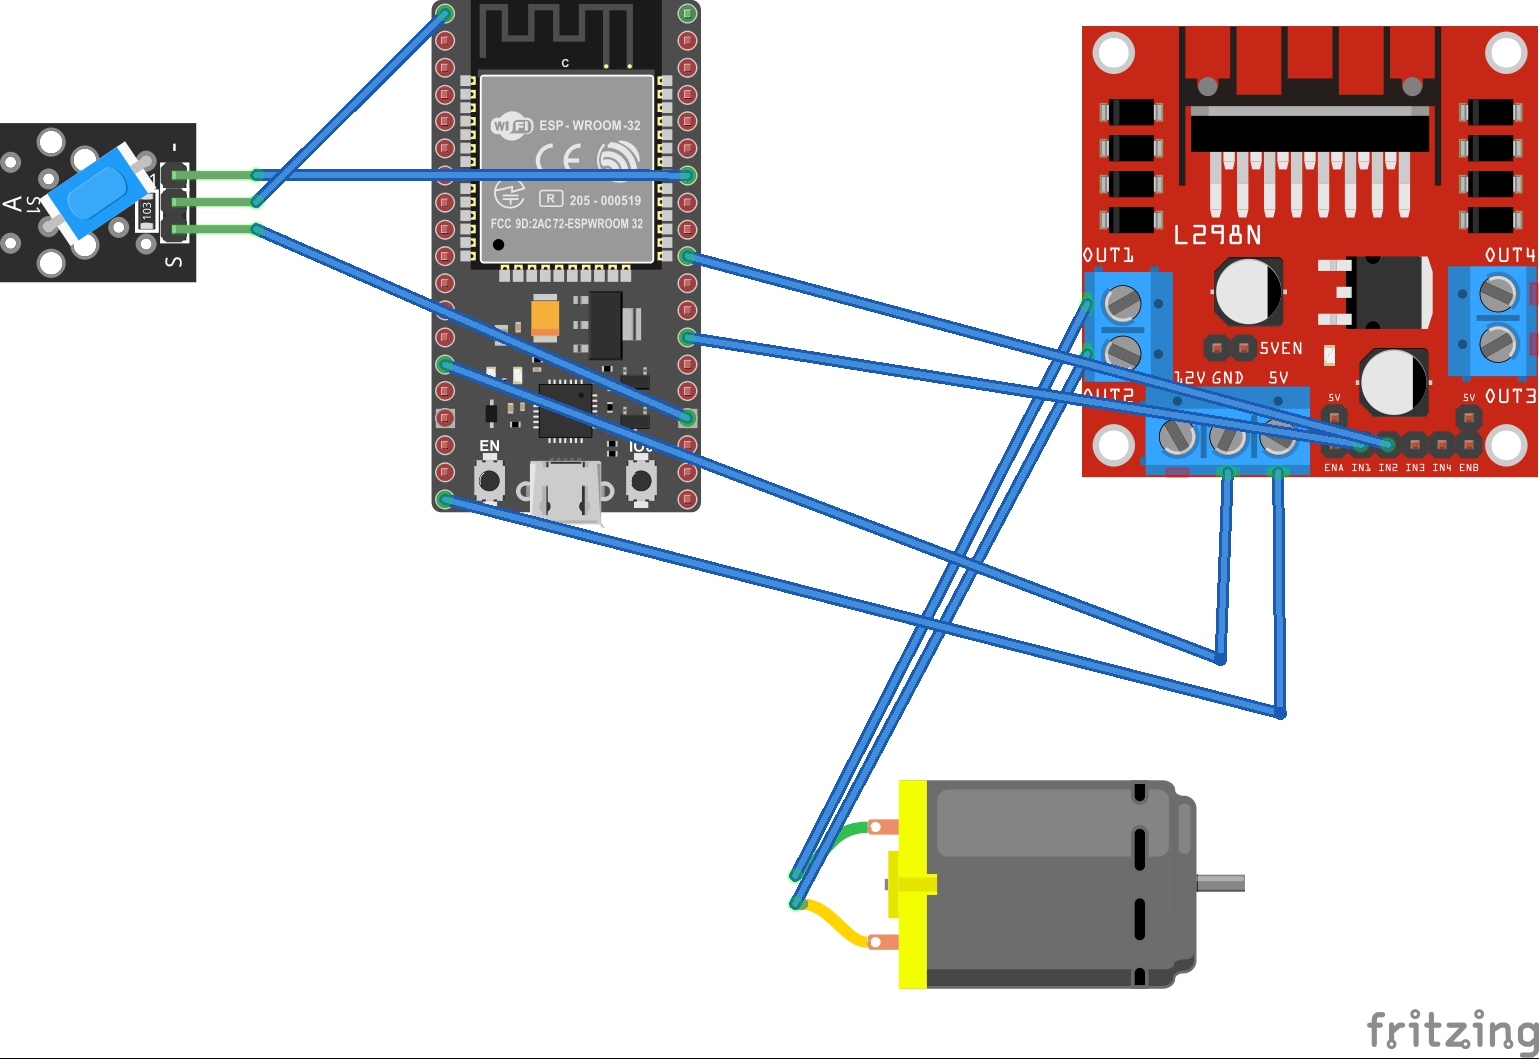 -
A
S1
103
S
C
WiFi
ESP-WROOM-32
CE
R
205-000519
FCC 9D:2AC72-ESPWROOM 32
EN
L298N
OUT1
OUT4
5VEN
12V GND 5V
OUT2
5V
5V
OUT3
ENA IN1 IN2 IN3 IN4 ENB
fritzing